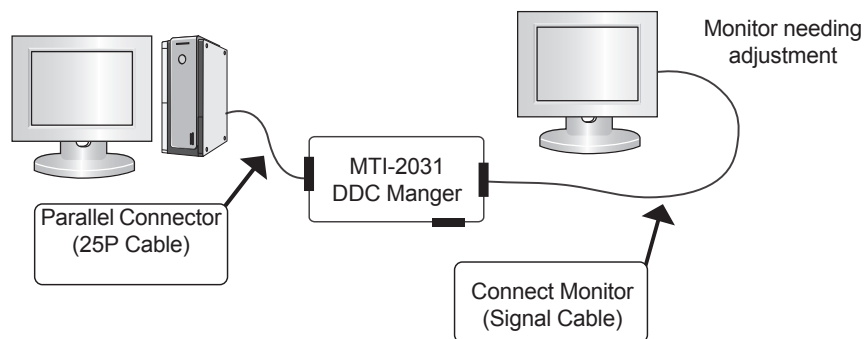 Monitor needing
adjustment
MTI-2031
DDC Manger
Parallel Connector
(25P Cable)
Connect Monitor
(Signal Cable)